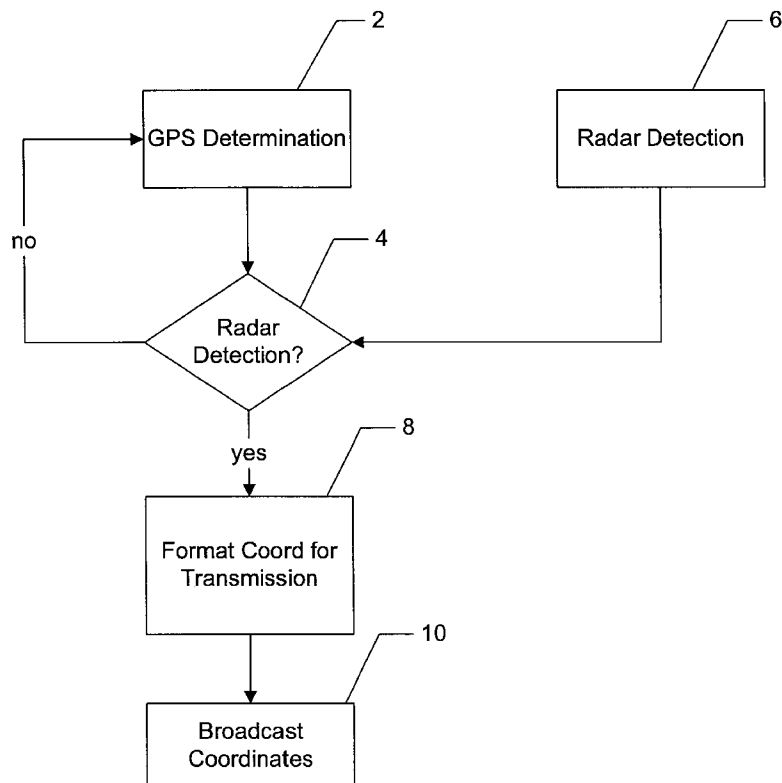 2
6
GPS Determination
Radar Detection
no
4
Radar
Detection?
yes
8
Format Coord for
Transmission
10
Broadcast
Coordinates